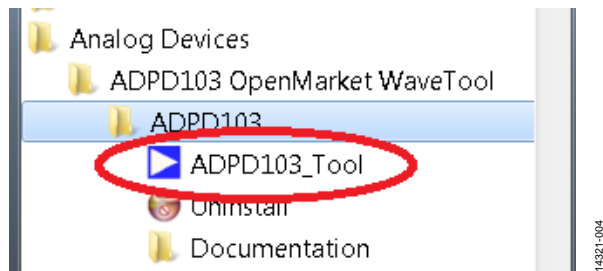 Analog Devices
ADPD103 OpenMarket WaveTool
ADPD103
ADPD103_Tool
Uninstall
Documentation
14321-004